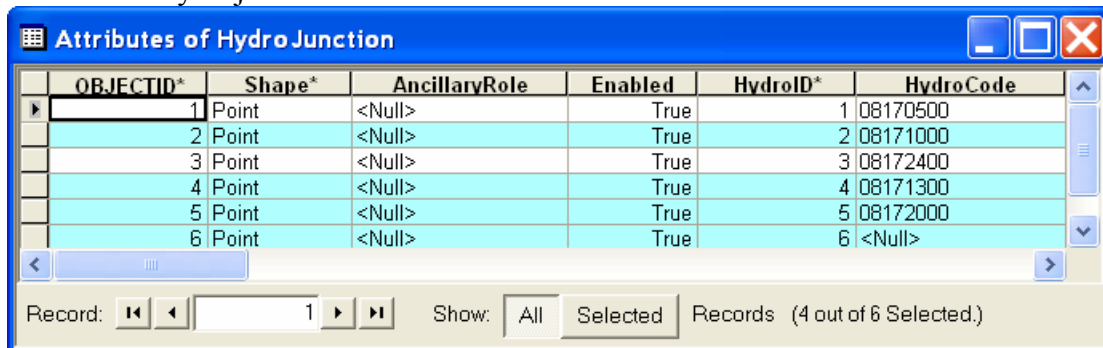 Attributes of HydroJunction
OBJECTID* Shape* AncillaryRole Enabled HydroID* HydroCode
1 Point <Null> True 1 08170500
2 Point <Null> True 2 08171000
3 Point <Null> True 3 08172400
4 Point <Null> True 4 08171300
5 Point <Null> True 5 08172000
6 Point <Null> True 6 <Null>
Record: 1 Show: All Selected Records (4 out of 6 Selected.)